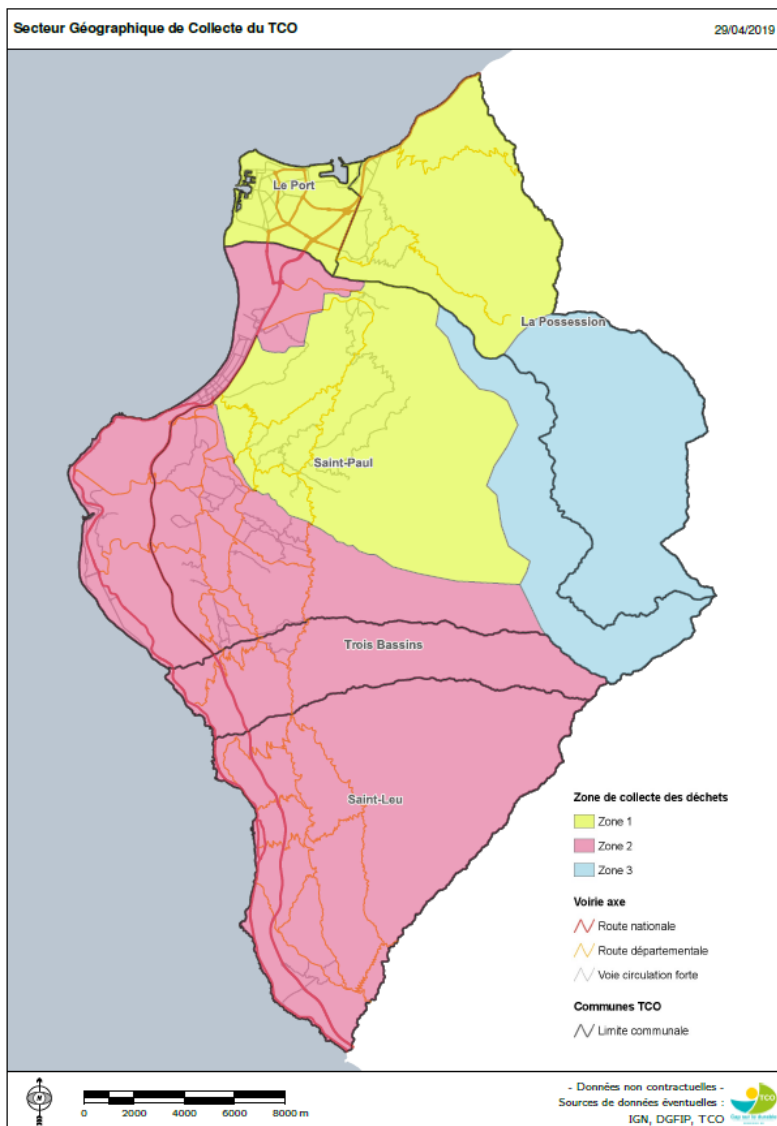 Secteur Géographique de Collecte du TCO
29/04/2019
Le Port
La Possession
Saint-Paul
Trois Bassins
Saint-Leu
Zone de collecte des déchets
Zone 1
Zone 2
Zone 3
Voirie axe
Route nationale
Route départementale
Voie circulation forte
Communes TCO
Limite communale
N
0 2000 4000 6000 8000 m
- Données non contractuelles -
Sources de données éventuelles :
IGN, DGFIP, TCO
TCO